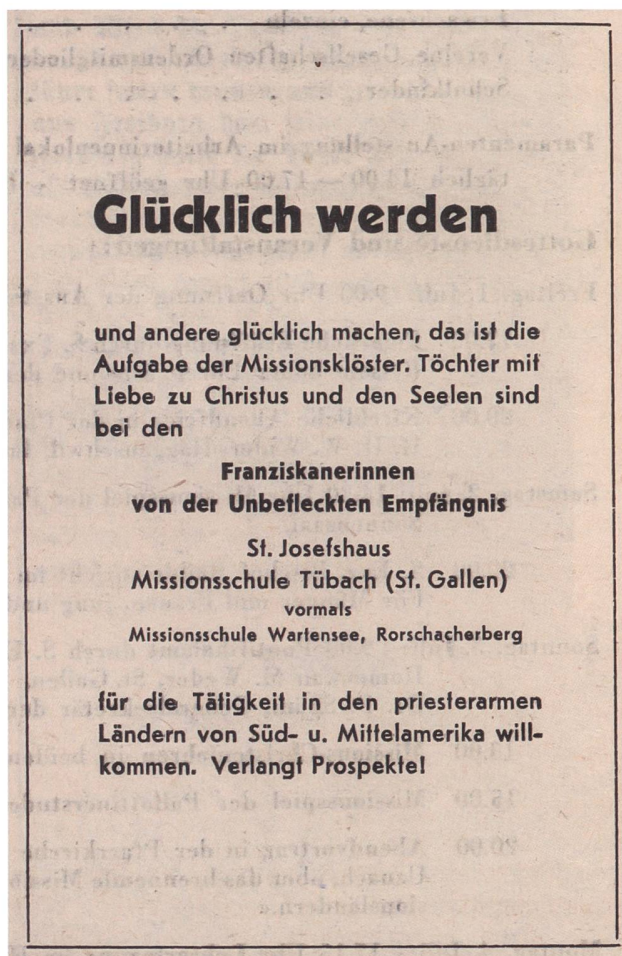 Glücklich werden
und andere glücklich machen, das ist die
Aufgabe der Missionsklöster. Töchter mit
Liebe zu Christus und den Seelen sind
bei den
Franziskanerinnen
von der Unbefleckten Empfängnis
St. Josefshaus
Missionsschule Tübach (St. Gallen)
vormals
Missionsschule Wartensee, Rorschacherberg
für die Tätigkeit in den priesterarmen
Ländern von Süd- u. Mittelamerika will-
kommen. Verlangt Prospekte!